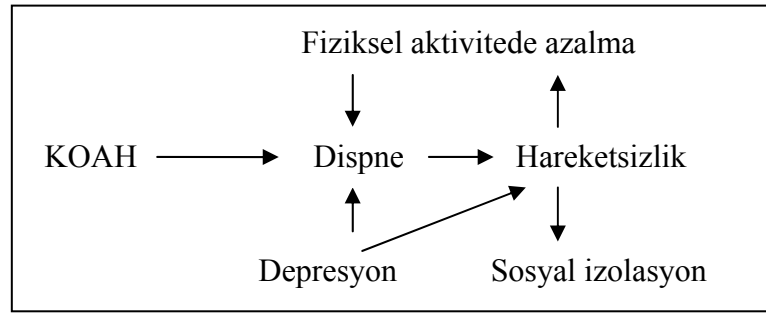 Fiziksel aktivitede azalma
KOAH Dispne Hareketsizlik
Depresyon Sosyal izolasyon